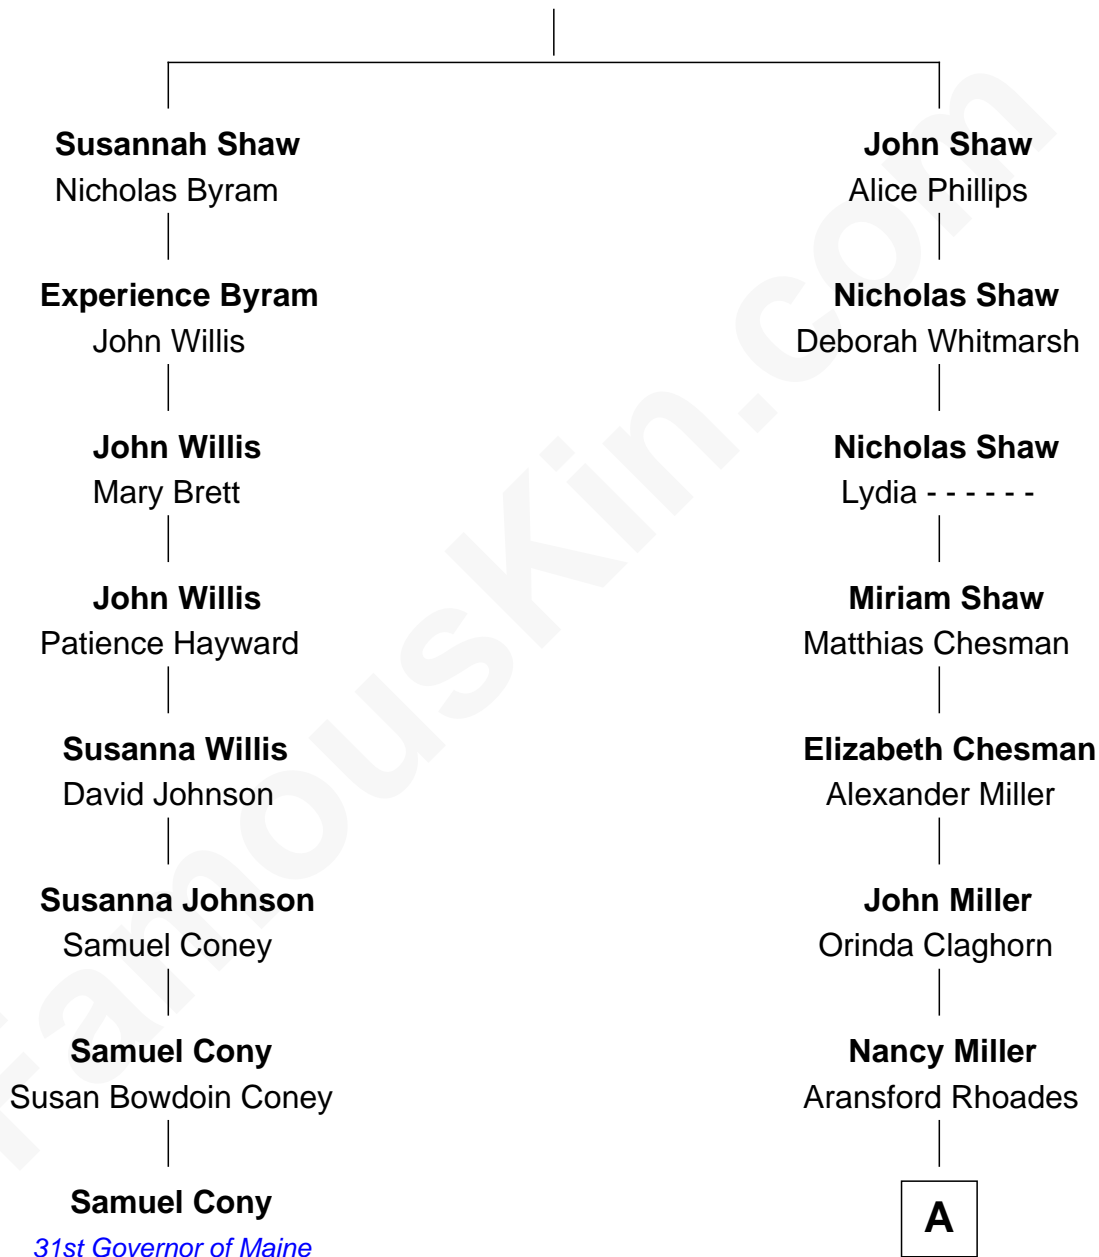 Susannah Shaw
Nicholas Byram
John Shaw
Alice Phillips
Experience Byram
John Willis
Nicholas Shaw
Deborah Whitmarsh
John Willis
Mary Brett
Nicholas Shaw
Lydia - - - - - -
John Willis
Patience Hayward
Miriam Shaw
Matthias Chesman
Susanna Willis
David Johnson
Elizabeth Chesman
Alexander Miller
Susanna Johnson
Samuel Coney
John Miller
Orinda Claghorn
Samuel Cony
Susan Bowdoin Coney
Nancy Miller
Aransford Rhoades
Samuel Cony
31st Governor of Maine
A
FamousKin.com